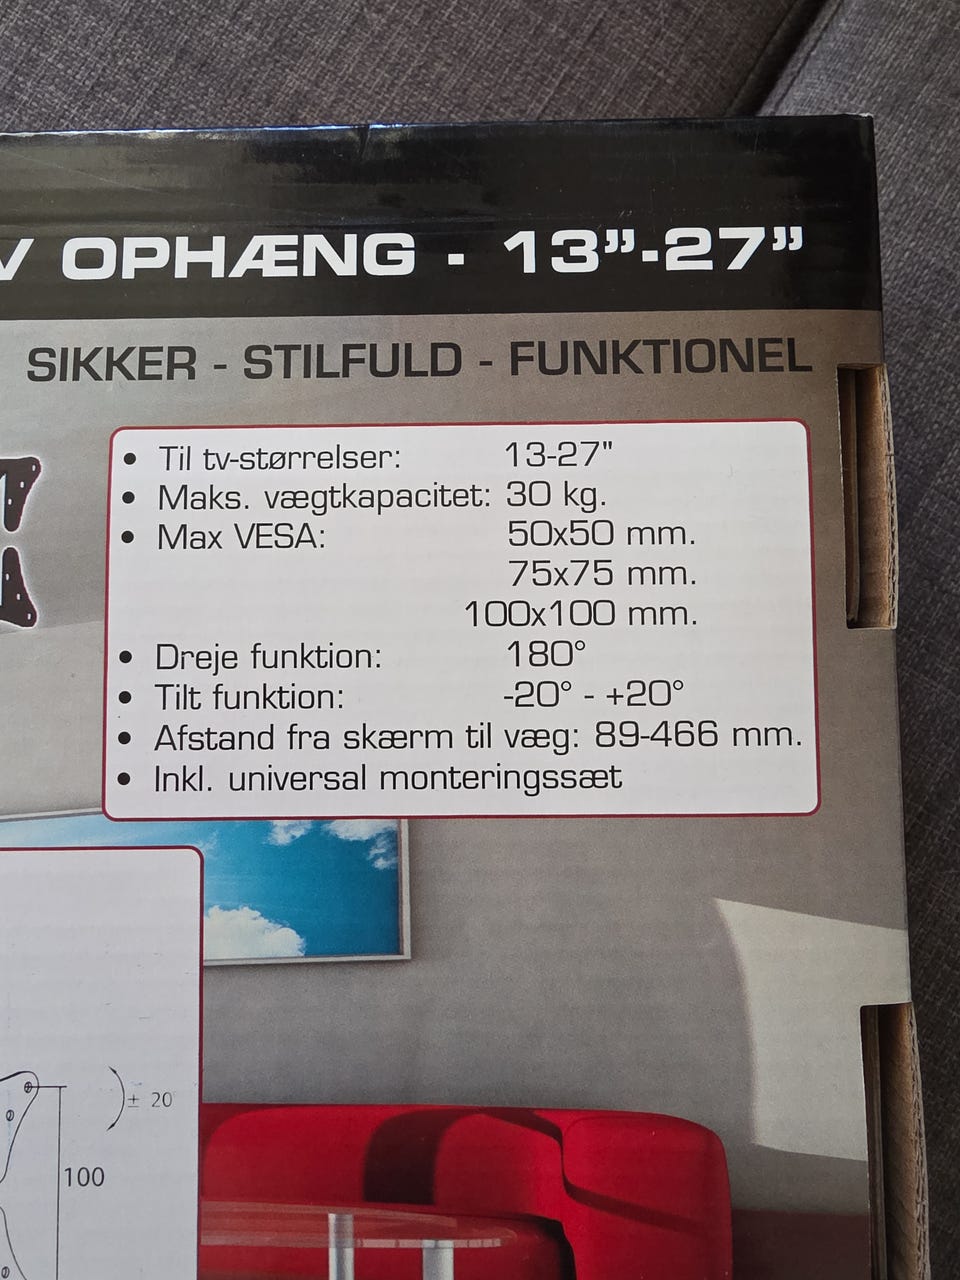 V OPHÆNG - 13”-27”
SIKKER - STILFULD - FUNKTIONEL
• Til tv-størrelser: 13-27"
• Maks. vægtkapacitet: 30 kg.
• Max VESA: 50x50 mm.
75x75 mm.
100x100 mm.
• Dreje funktion: 180°
• Tilt funktion: -20° - +20°
• Afstand fra skærm til væg: 89-466 mm.
• Inkl. universal monteringssæt
± 20
100